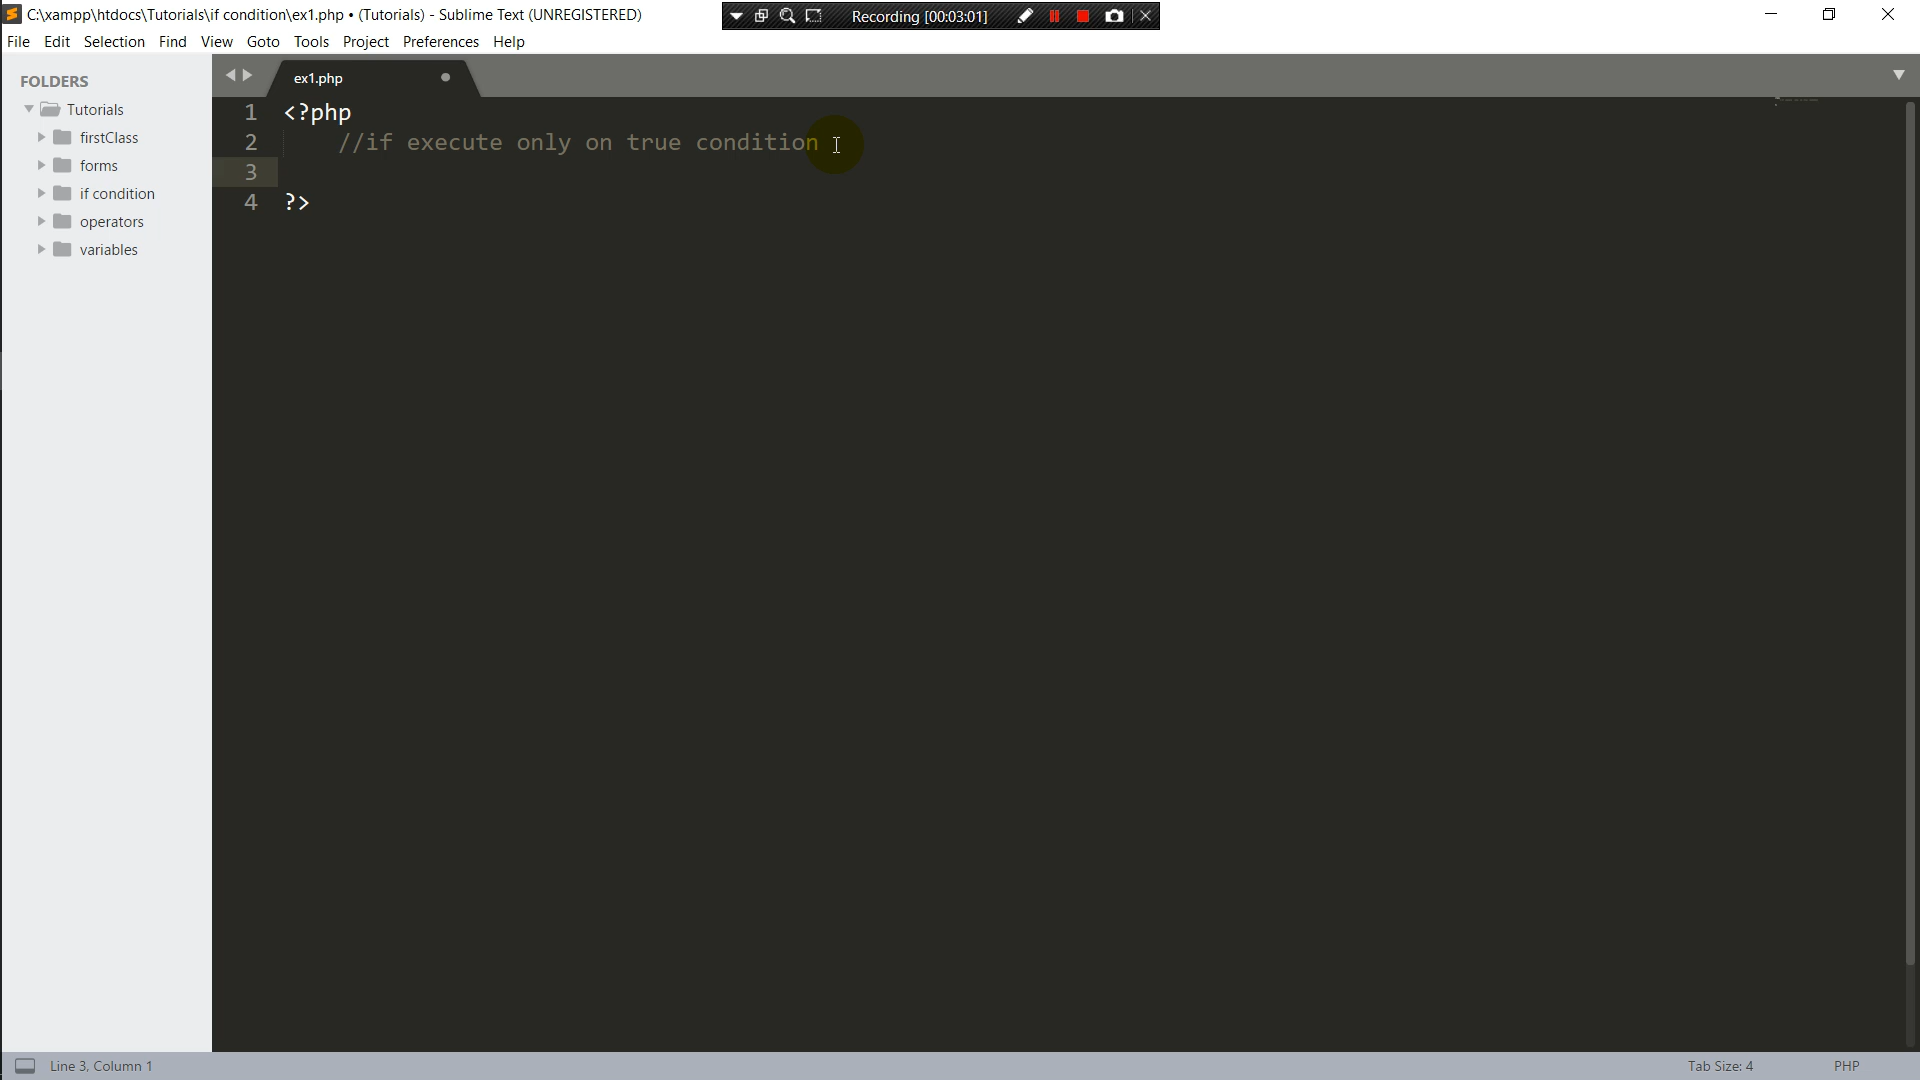 C:\xampp\htdocs\Tutorials\if condition\ex1.php • (Tutorials) - Sublime Text (UNREGISTERED)
Recording [00:03:01]
File Edit Selection Find View Goto Tools Project Preferences Help
FOLDERS
Tutorials
firstClass
forms
if condition
operators
variables
ex1.php
1 <?php
2 //if execute only on true condition
3
4 ?>
Line 3, Column 1
Tab Size: 4
PHP